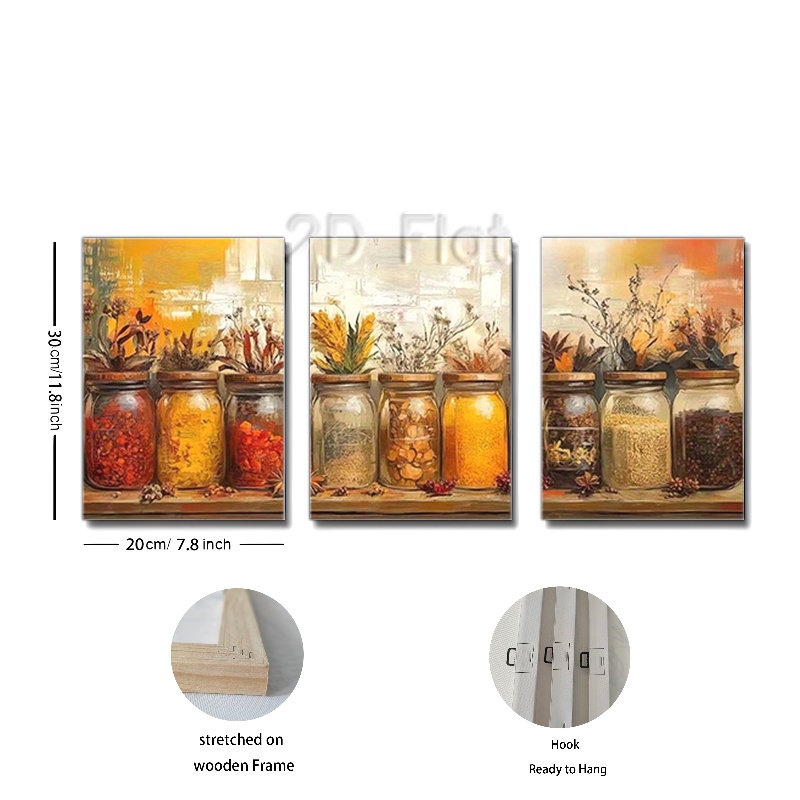 2D Flat
30cm/11.8inch
20cm/ 7.8 inch
stretched on
wooden Frame
Hook
Ready to Hang